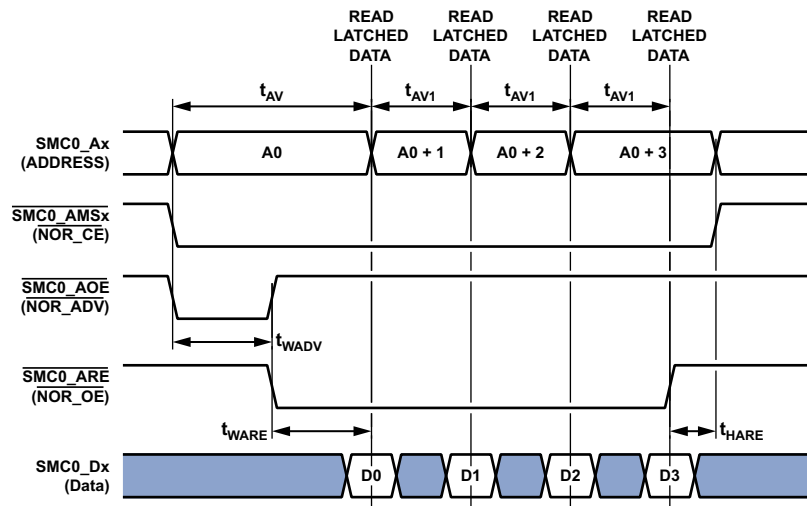 READ LATCHED DATA
READ LATCHED DATA
READ LATCHED DATA
READ LATCHED DATA
tAV
tAV1
tAV1
tAV1
SMC0_Ax
(ADDRESS)
A0
A0 + 1
A0 + 2
A0 + 3
SMC0_AMSx
(NOR_CE)
SMC0_AOE
(NOR_ADV)
tWADV
SMC0_ARE
(NOR_OE)
tWARE
tHARE
SMC0_Dx
(Data)
D0
D1
D2
D3